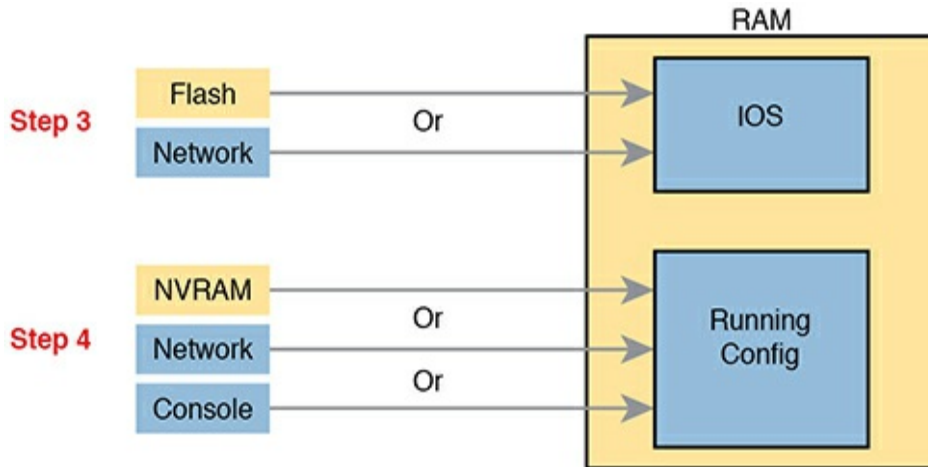 RAM
Step 3
Flash
Or
Network
IOS
Step 4
NVRAM
Or
Network
Or
Console
Running
Config